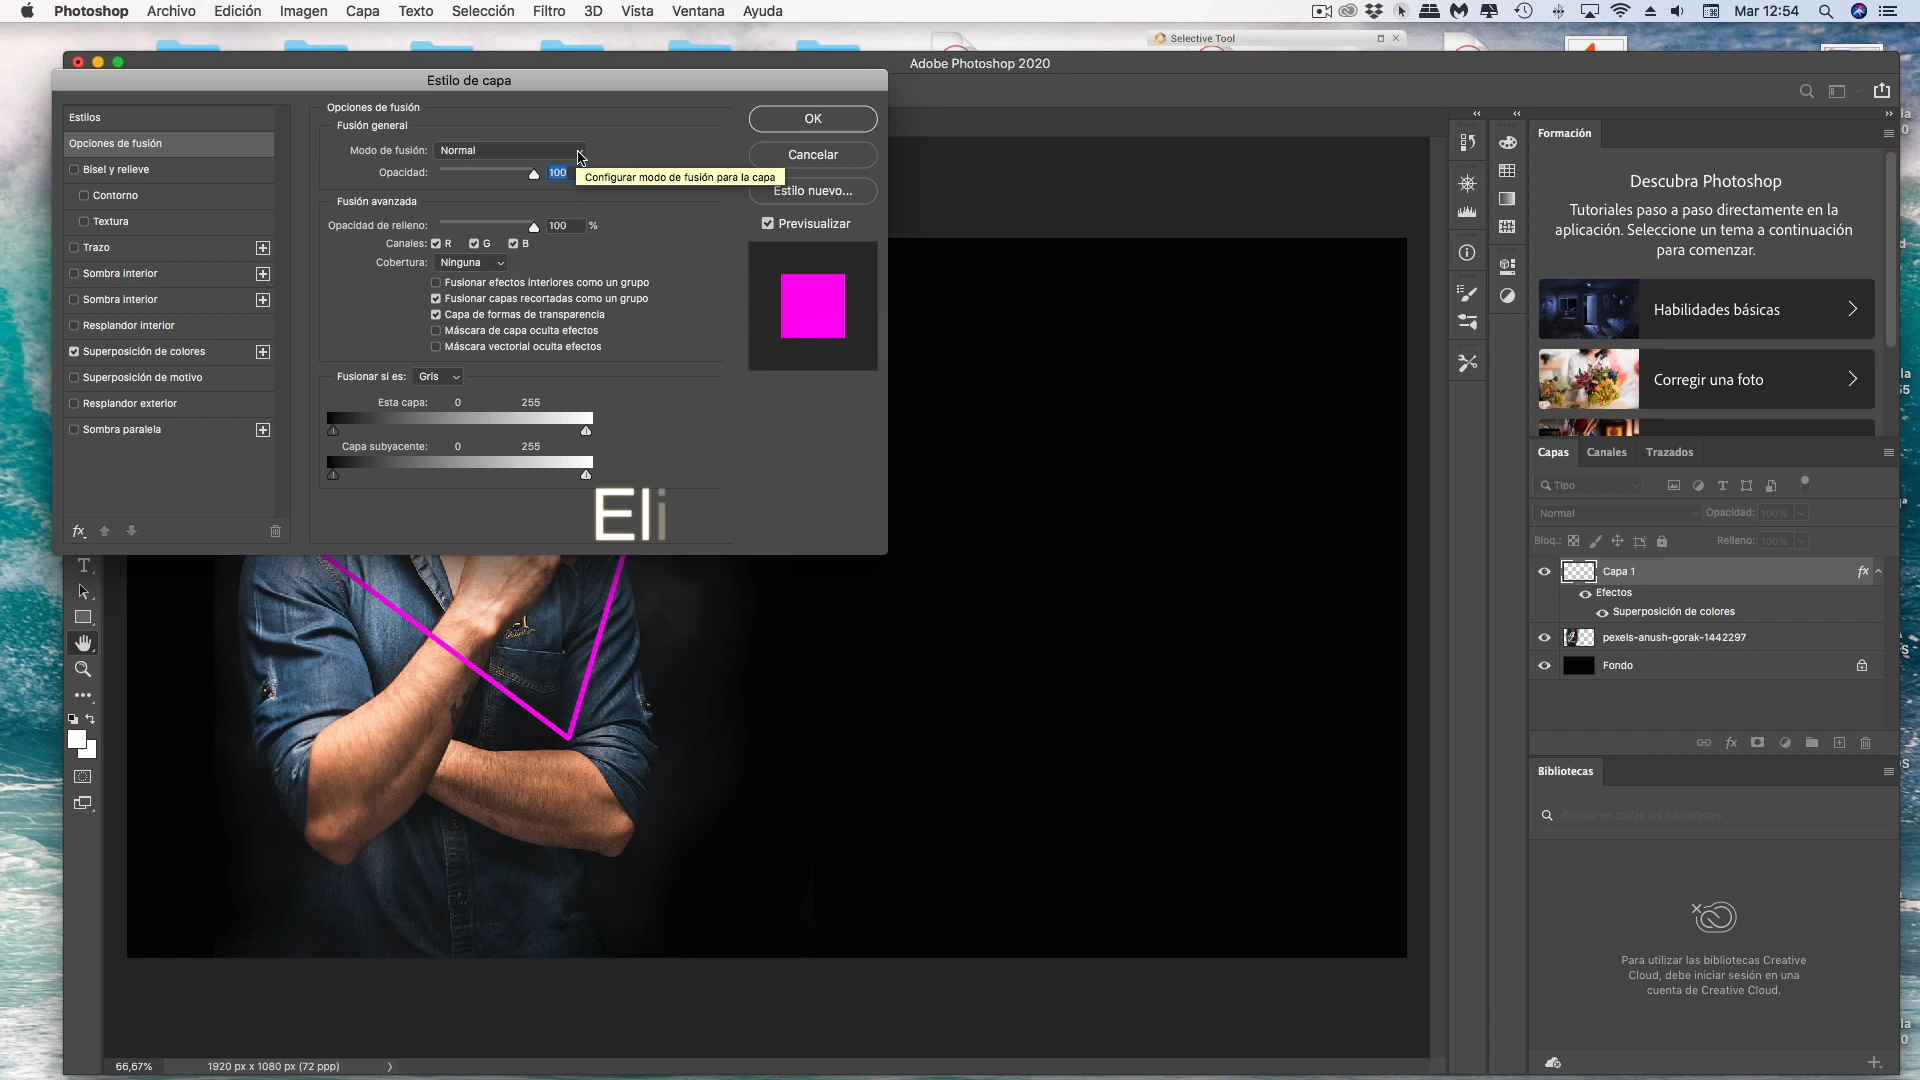 Photoshop Archivo Edición Imagen Capa Texto Selección Filtro 3D Vista Ventana Ayuda Mar 12:54
Selective Tool
Adobe Photoshop 2020
Estilo de capa
Estilos
Opciones de fusión
Bisel y relieve
Contorno
Textura
Trazo
Sombra interior
Sombra interior
Resplandor interior
Superposición de colores
Superposición de motivo
Resplandor exterior
Sombra paralela
fx
Opciones de fusión
Fusión general
Modo de fusión: Normal
Opacidad: 100
Configurar modo de fusión para la capa
Fusión avanzada
Opacidad de relleno: 100 %
Canales: R G B
Cobertura: Ninguna
Fusionar efectos interiores como un grupo
Fusionar capas recortadas como un grupo
Capa de formas de transparencia
Máscara de capa oculta efectos
Máscara vectorial oculta efectos
Fusionar si es: Gris
Esta capa: 0 255
Capa subyacente: 0 255
OK
Cancelar
Estilo nuevo...
Previsualizar
Eli
Formación
Descubra Photoshop
Tutoriales paso a paso directamente en la
aplicación. Seleccione un tema a continuación
para comenzar.
Habilidades básicas
Corregir una foto
Capas Canales Trazados
Tipo
Normal Opacidad: 100%
Bloq.: Relleno: 100%
Capa 1 fx
Efectos
Superposición de colores
pexels-anush-gorak-1442297
Fondo
fx
Bibliotecas
Buscar en todas las bibliotecas
Para utilizar las bibliotecas Creative
Cloud, debe iniciar sesión en una
cuenta de Creative Cloud.
66,67% 1920 px x 1080 px (72 ppp)